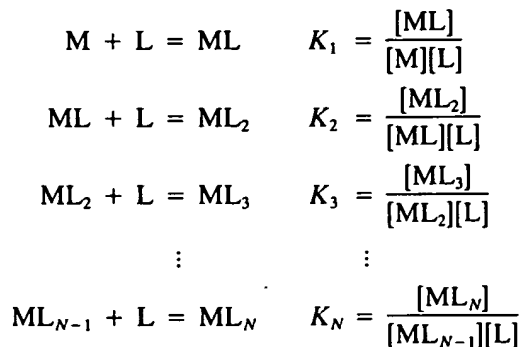 M + L = ML K₁ = [ML] / [M][L]
ML + L = ML₂ K₂ = [ML₂] / [ML][L]
ML₂ + L = ML₃ K₃ = [ML₃] / [ML₂][L]
⋮ ⋮
ML_{N−1} + L = ML_N K_N = [ML_N] / [ML_{N−1}][L]